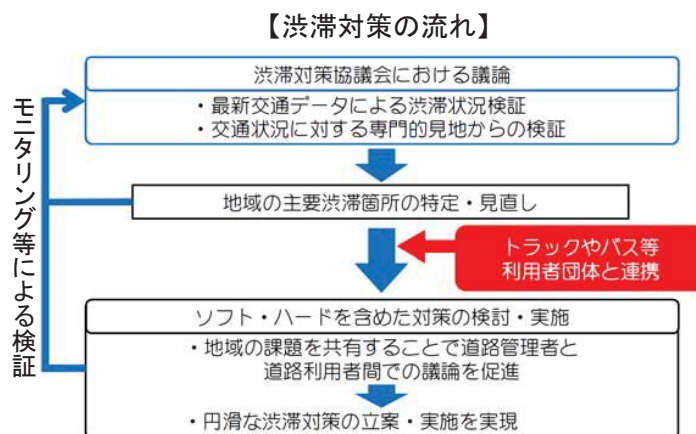 【渋滞対策の流れ】
渋滞対策協議会における議論
・最新交通データによる渋滞状況検証
・交通状況に対する専門的見地からの検証
モニタリング等による検証
地域の主要渋滞箇所の特定・見直し
トラックやバス等
利用者団体と連携
ソフト・ハードを含めた対策の検討・実施
・地域の課題を共有することで道路管理者と
道路利用者間での議論を促進
・円滑な渋滞対策の立案・実施を実現